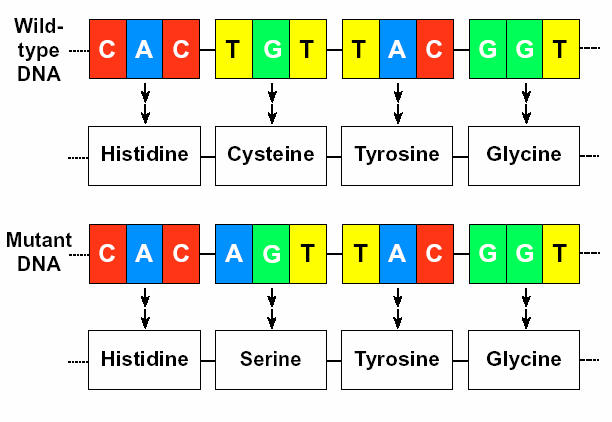 Wild-
type
DNA
C A C T G T T A C G G T
Histidine Cysteine Tyrosine Glycine
Mutant
DNA
C A C A G T T A C G G T
Histidine Serine Tyrosine Glycine